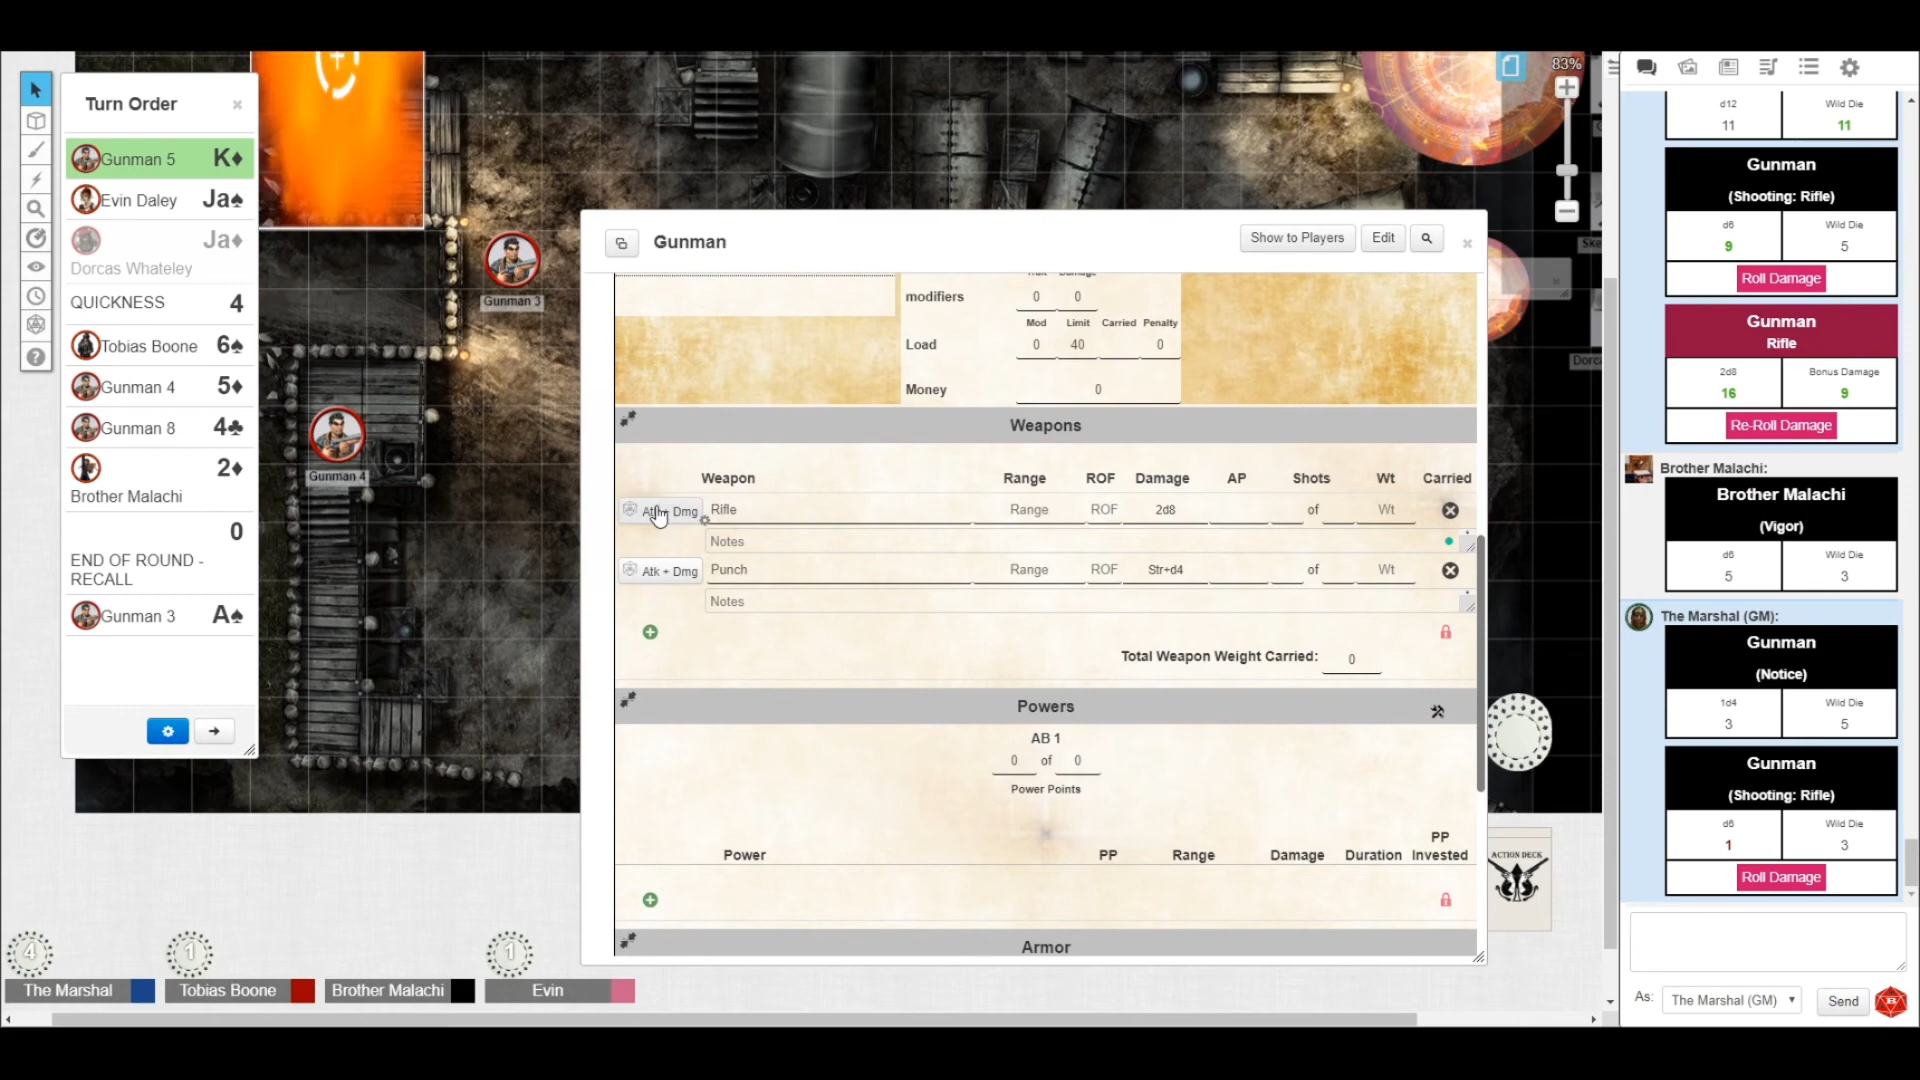 Turn Order
Gunman 5 K♦
Evin Daley Ja♠
Ja♦
Dorcas Whateley
QUICKNESS 4
Tobias Boone 6♠
Gunman 4 5♦
Gunman 8 4♣
2♦
Brother Malachi
0
END OF ROUND -
RECALL
Gunman 3 A♠
Gunman 3
Gunman 4
83%
Gunman
Show to Players
Edit
modifiers 0 0
Mod Limit Carried Penalty
Load 0 40 0
Money 0
Weapons
Weapon Range ROF Damage AP Shots Wt Carried
Rifle Range ROF 2d8 of Wt
Notes
Atk + Dmg Punch Range ROF Str+d4 of Wt
Notes
Total Weapon Weight Carried: 0
Powers
AB 1
0 of 0
Power Points
Power PP Range Damage Duration PP Invested
Armor
ACTION DECK
4 1 1
The Marshal
Tobias Boone
Brother Malachi
Evin
d12 Wild Die
11 11
Gunman
(Shooting: Rifle)
d6 Wild Die
9 5
Roll Damage
Gunman
Rifle
2d8 Bonus Damage
16 9
Re-Roll Damage
Brother Malachi:
Brother Malachi
(Vigor)
d6 Wild Die
5 3
The Marshal (GM):
Gunman
(Notice)
1d4 Wild Die
3 5
Gunman
(Shooting: Rifle)
d6 Wild Die
1 3
Roll Damage
As: The Marshal (GM) Send